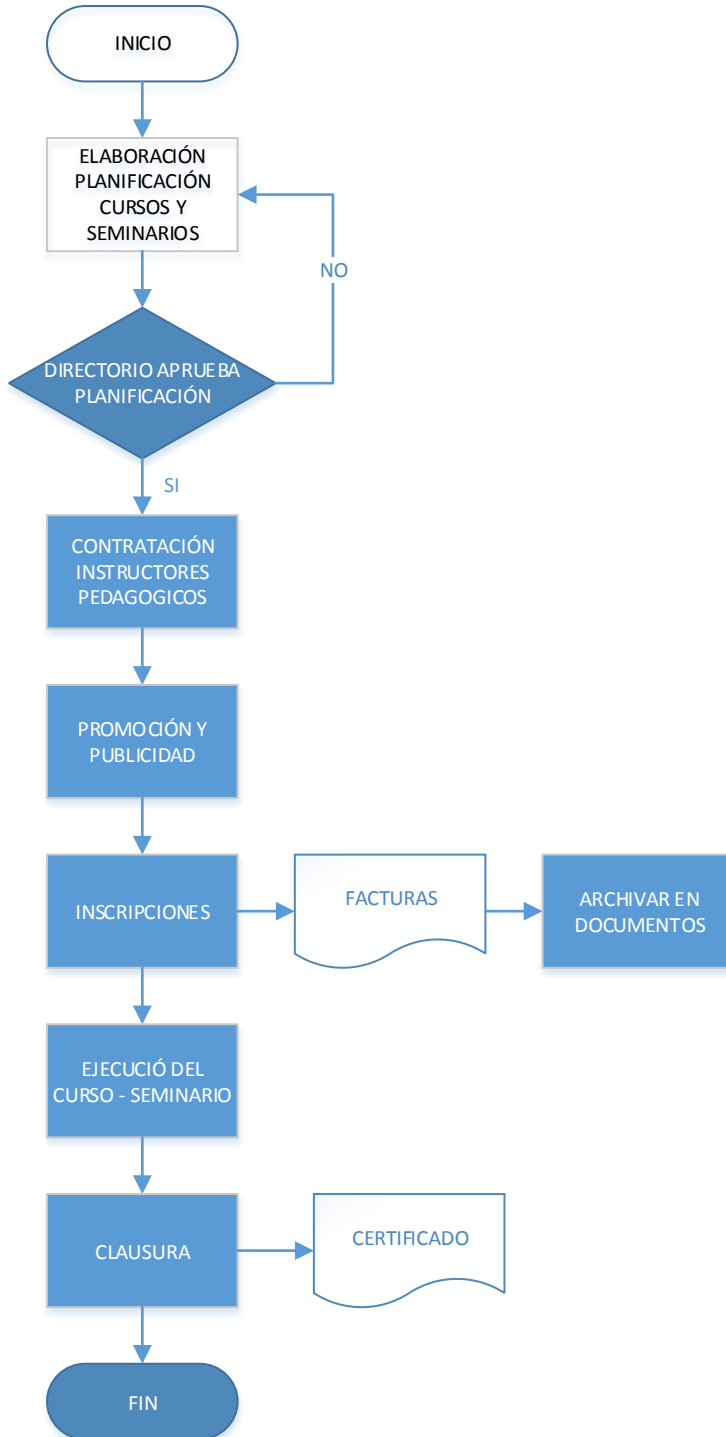 INICIO
ELABORACIÓN
PLANIFICACIÓN
CURSOS Y
SEMINARIOS
NO
DIRECTORIO APRUEBA
PLANIFICACIÓN
SI
CONTRATACIÓN
INSTRUCTORES
PEDAGOGICOS
PROMOCIÓN Y
PUBLICIDAD
INSCRIPCIONES
FACTURAS
ARCHIVAR EN
DOCUMENTOS
EJECUCIÓ DEL
CURSO - SEMINARIO
CLAUSURA
CERTIFICADO
FIN